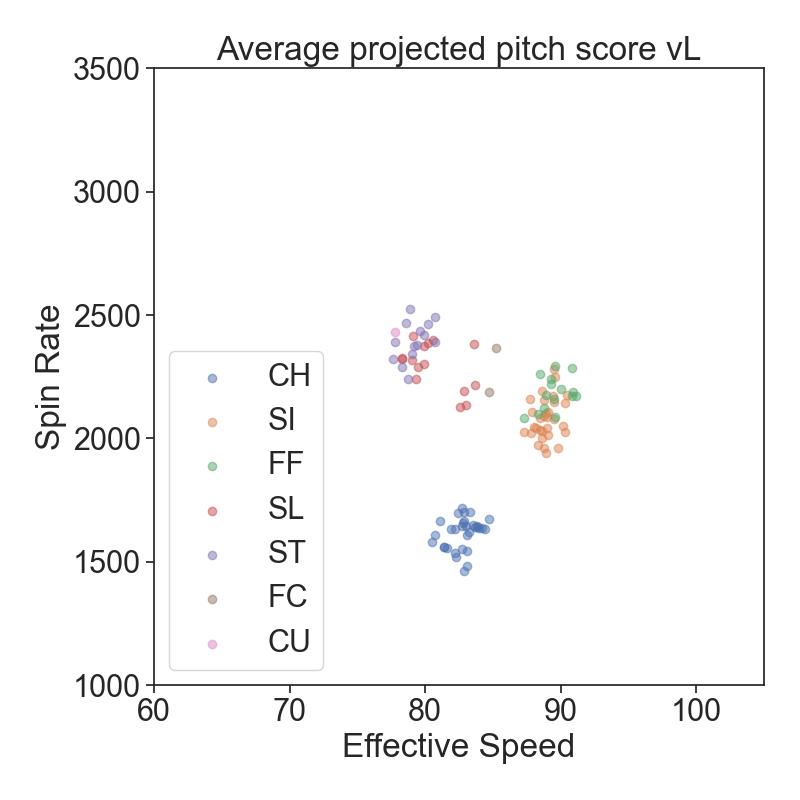 Average projected pitch score vL
3500
3000
2500
2000
1500
1000
Spin Rate
CH
SI
FF
SL
ST
FC
CU
60 70 80 90 100
Effective Speed